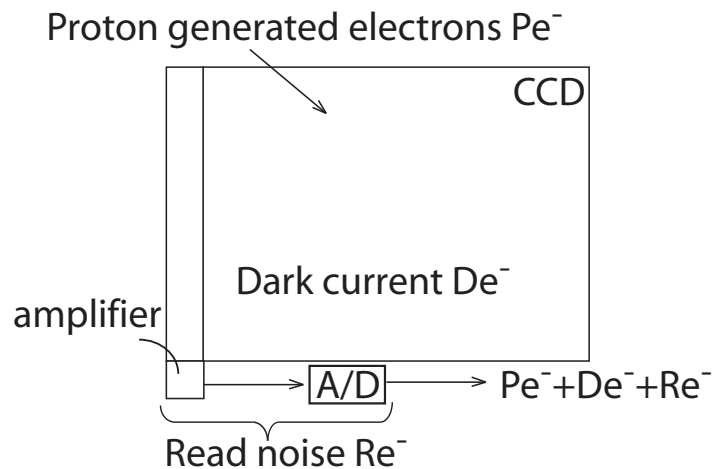 Proton generated electrons Pe⁻
CCD
Dark current De⁻
amplifier
A/D
Pe⁻+De⁻+Re⁻
Read noise Re⁻